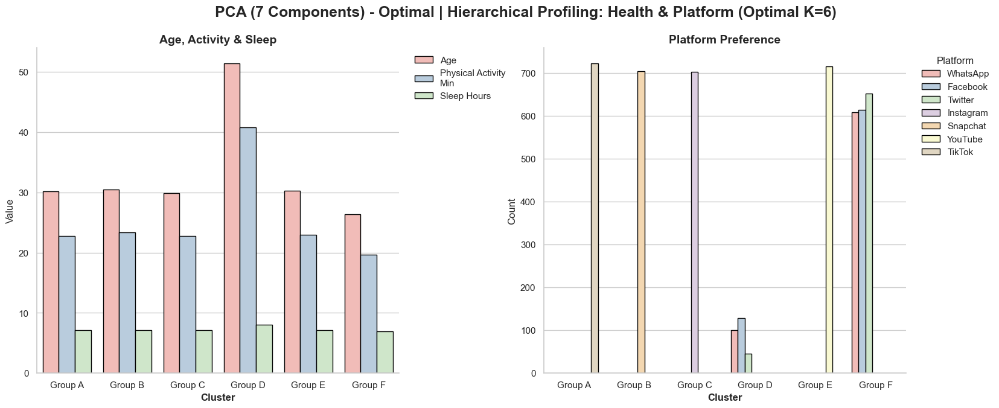 PCA (7 Components) - Optimal | Hierarchical Profiling: Health & Platform (Optimal K=6)
Age, Activity & Sleep
Value
50
40
30
20
10
0
Group A
Group B
Group C
Group D
Group E
Group F
Cluster
Age
Physical Activity
Min
Sleep Hours
Platform Preference
Count
700
600
500
400
300
200
100
0
Group A
Group B
Group C
Group D
Group E
Group F
Cluster
Platform
WhatsApp
Facebook
Twitter
Instagram
Snapchat
YouTube
TikTok